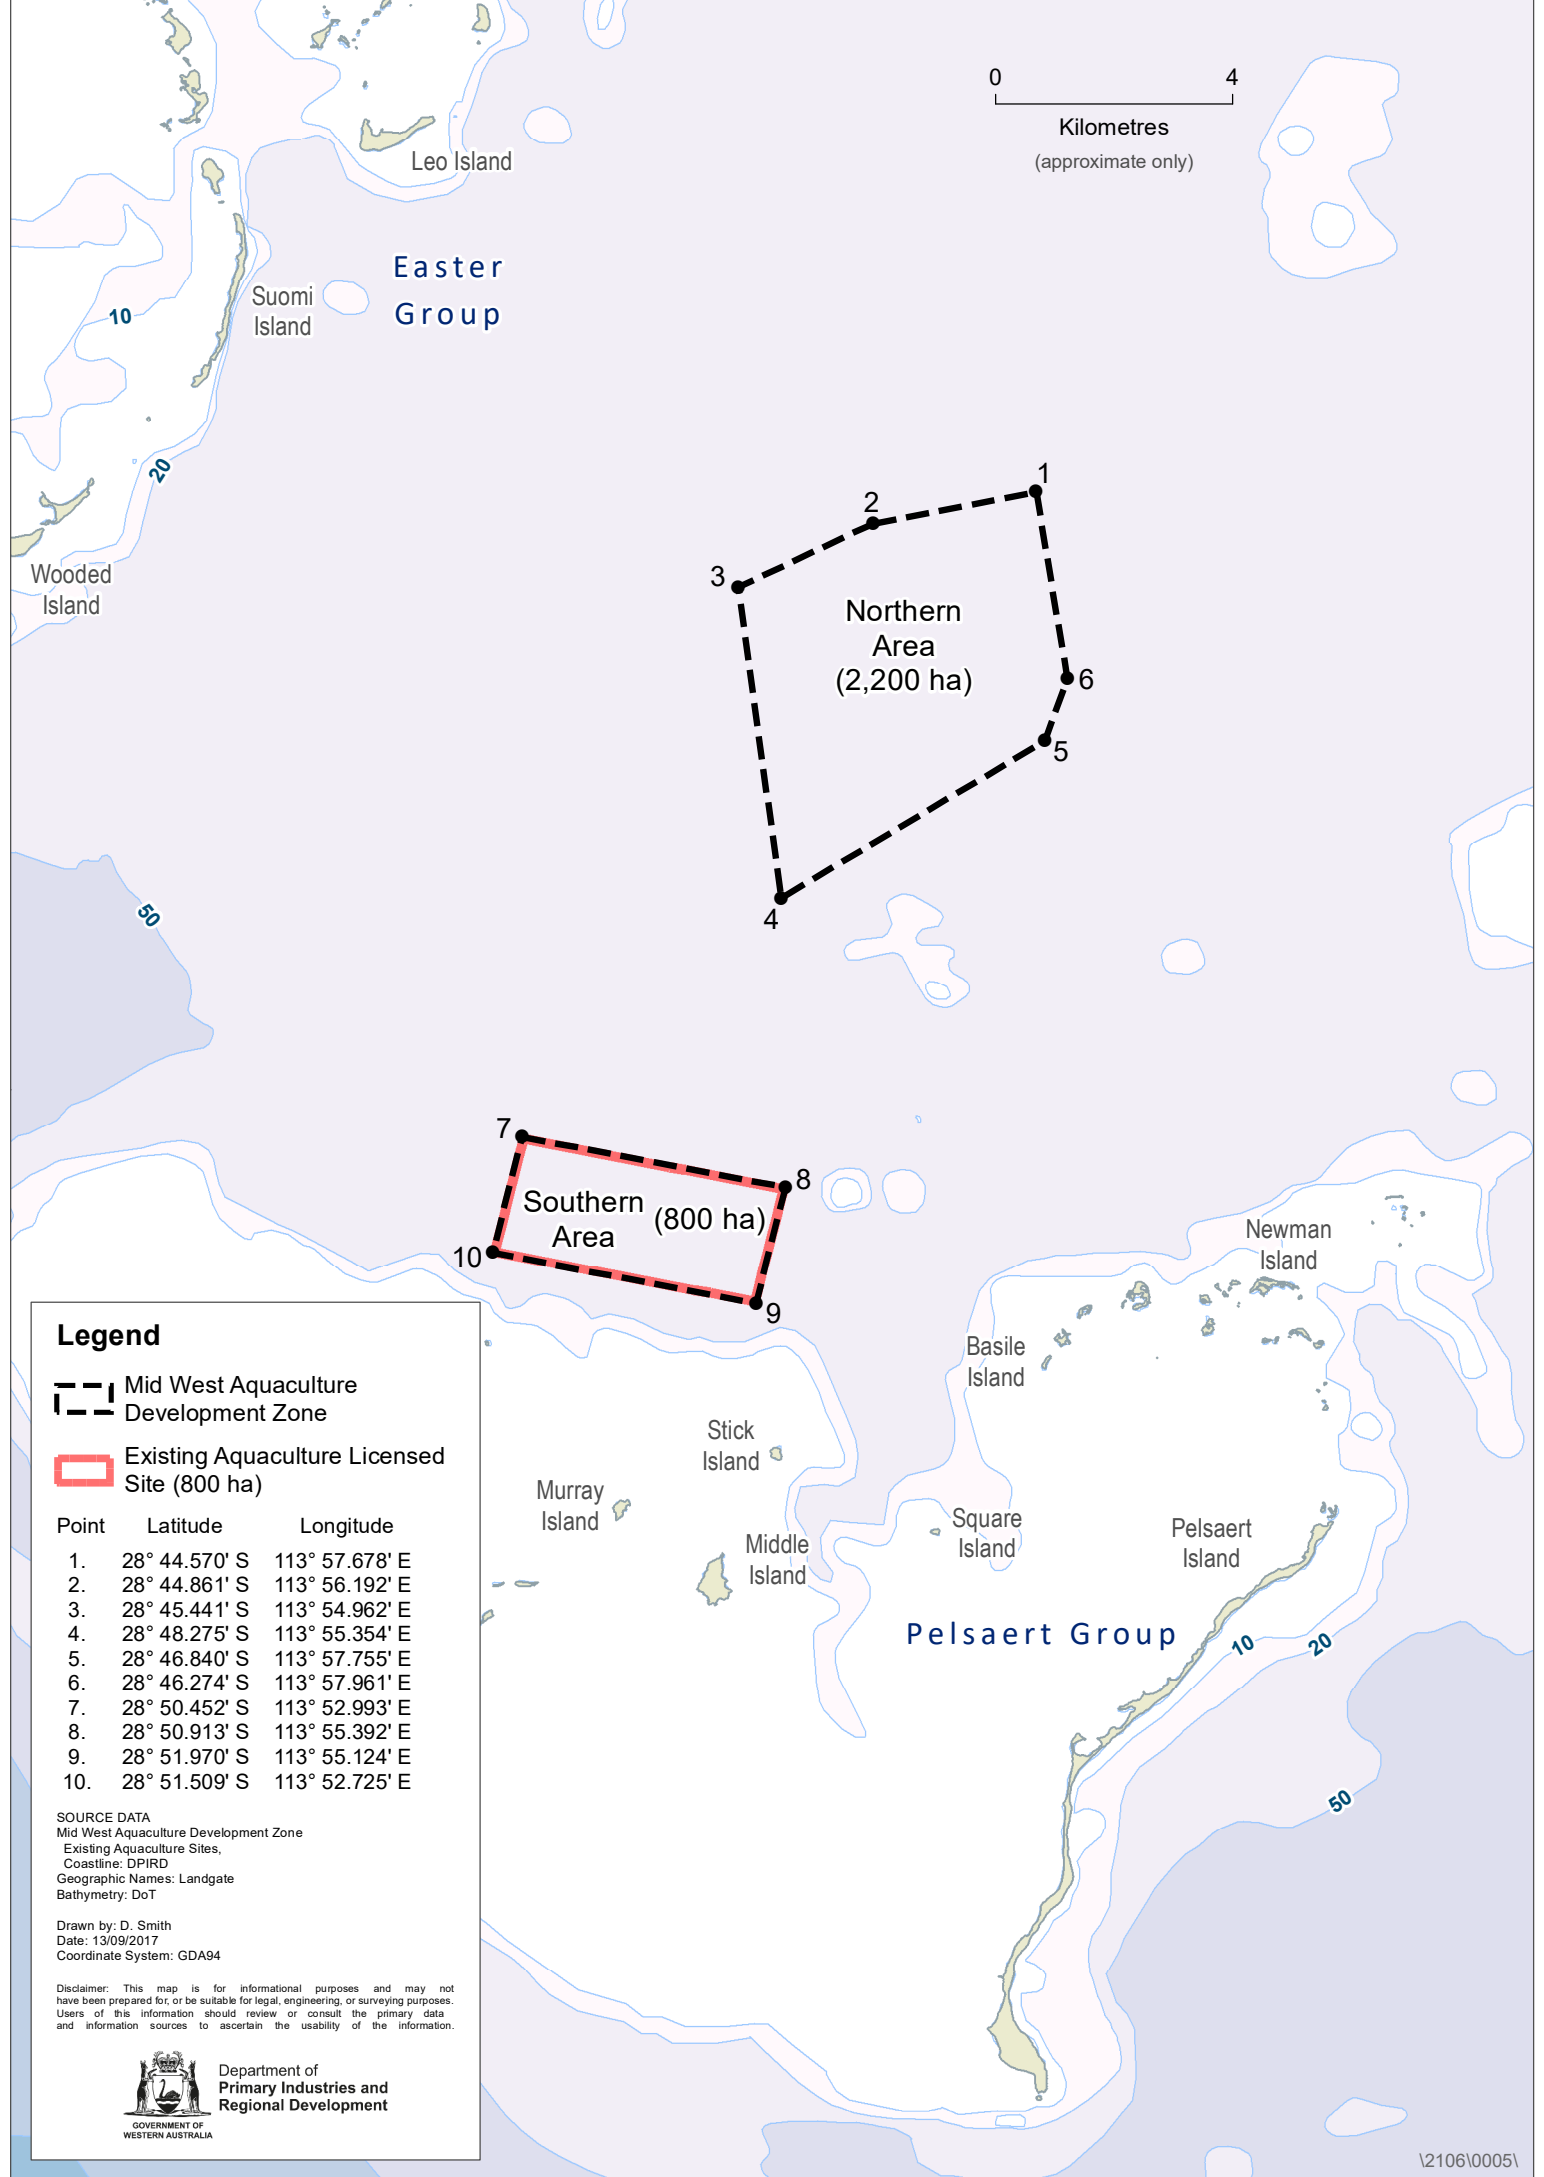 0 4
Kilometres
(approximate only)
Leo Island
Easter
Group
Suomi
Island
10
20
Wooded
Island
1
2
3
Northern
Area
(2,200 ha)
6
5
4
50
7
8
Southern
Area
(800 ha)
10
9
Newman
Island
Basile
Island
Stick
Island
Murray
Island
Middle
Island
Square
Island
Pelsaert
Island
Pelsaert Group
10
20
50
Legend
Mid West Aquaculture
Development Zone
Existing Aquaculture Licensed
Site (800 ha)
Point Latitude Longitude
1. 28° 44.570' S 113° 57.678' E
2. 28° 44.861' S 113° 56.192' E
3. 28° 45.441' S 113° 54.962' E
4. 28° 48.275' S 113° 55.354' E
5. 28° 46.840' S 113° 57.755' E
6. 28° 46.274' S 113° 57.961' E
7. 28° 50.452' S 113° 52.993' E
8. 28° 50.913' S 113° 55.392' E
9. 28° 51.970' S 113° 55.124' E
10. 28° 51.509' S 113° 52.725' E
SOURCE DATA
Mid West Aquaculture Development Zone
Existing Aquaculture Sites,
Coastline: DPIRD
Geographic Names: Landgate
Bathymetry: DoT
Drawn by: D. Smith
Date: 13/09/2017
Coordinate System: GDA94
Disclaimer: This map is for informational purposes and may not
have been prepared for, or be suitable for legal, engineering, or surveying purposes.
Users of this information should review or consult the primary data
and information sources to ascertain the usability of the information.
Department of
Primary Industries and
Regional Development
GOVERNMENT OF
WESTERN AUSTRALIA
\2106\0005\